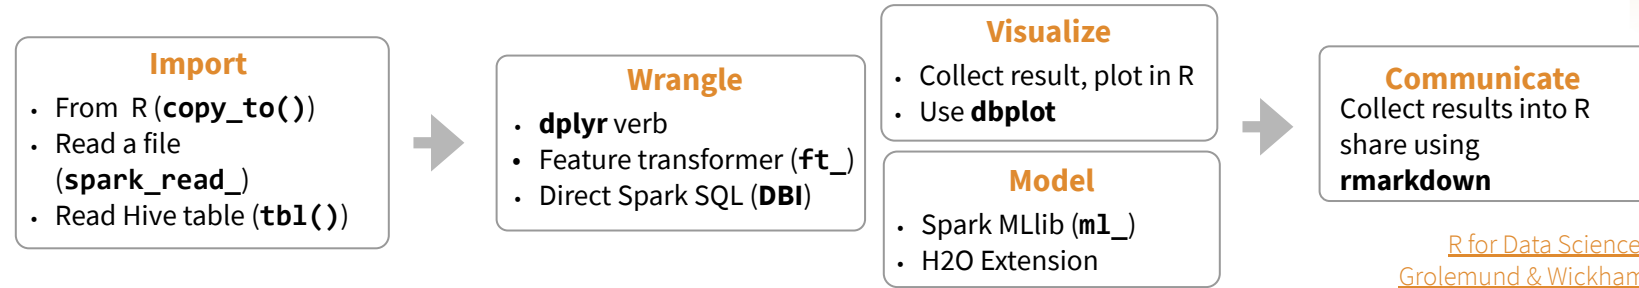 Import
• From R (copy_to())
• Read a file
(spark_read_)
• Read Hive table (tbl())
Wrangle
• dplyr verb
• Feature transformer (ft_)
• Direct Spark SQL (DBI)
Visualize
• Collect result, plot in R
• Use dbplot
Model
• Spark MLlib (ml_)
• H2O Extension
Communicate
Collect results into R
share using
rmarkdown
R for Data Science
Grolemund & Wickham